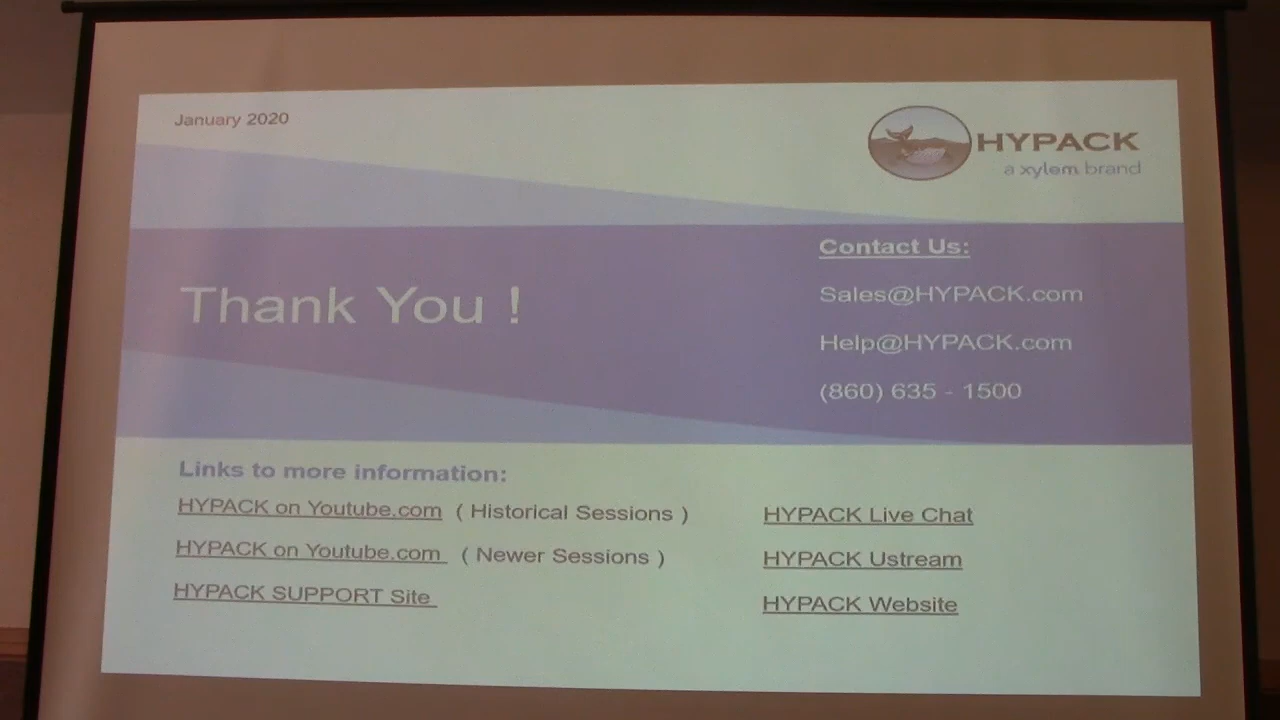 January 2020
HYPACK
a xylem brand
Thank You !
Contact Us:
Sales@HYPACK.com
Help@HYPACK.com
(860) 635 - 1500
Links to more information:
HYPACK on Youtube.com ( Historical Sessions )
HYPACK on Youtube.com ( Newer Sessions )
HYPACK SUPPORT Site
HYPACK Live Chat
HYPACK Ustream
HYPACK Website